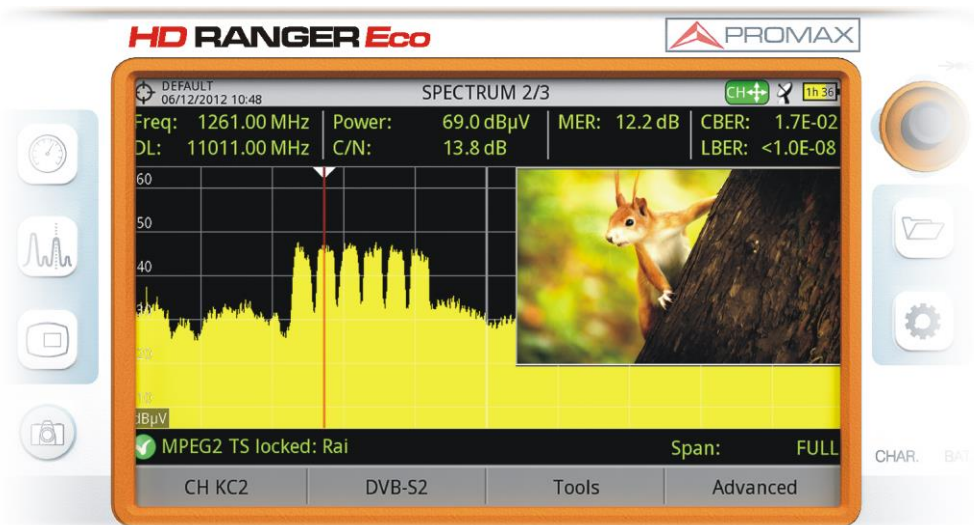 HD RANGER Eco
PROMAX
DEFAULT
06/12/2012 10:48
SPECTRUM 2/3
CH
1h 36
Freq: 1261.00 MHz
Power: 69.0 dBµV
MER: 12.2 dB
CBER: 1.7E-02
DL: 11011.00 MHz
C/N: 13.8 dB
LBER: <1.0E-08
60
50
40
dBµV
MPEG2 TS locked: Rai
Span: FULL
CH KC2
DVB-S2
Tools
Advanced
CHAR.
BAT